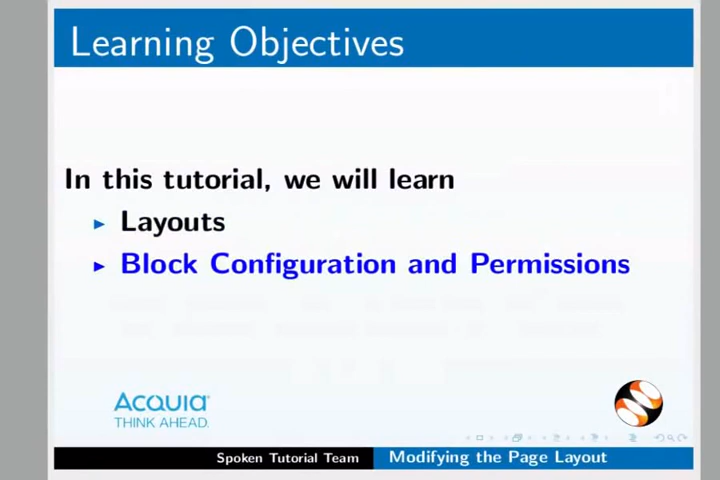 Learning Objectives
In this tutorial, we will learn
Layouts
Block Configuration and Permissions
ACQUIA
THINK AHEAD.
Spoken Tutorial Team
Modifying the Page Layout